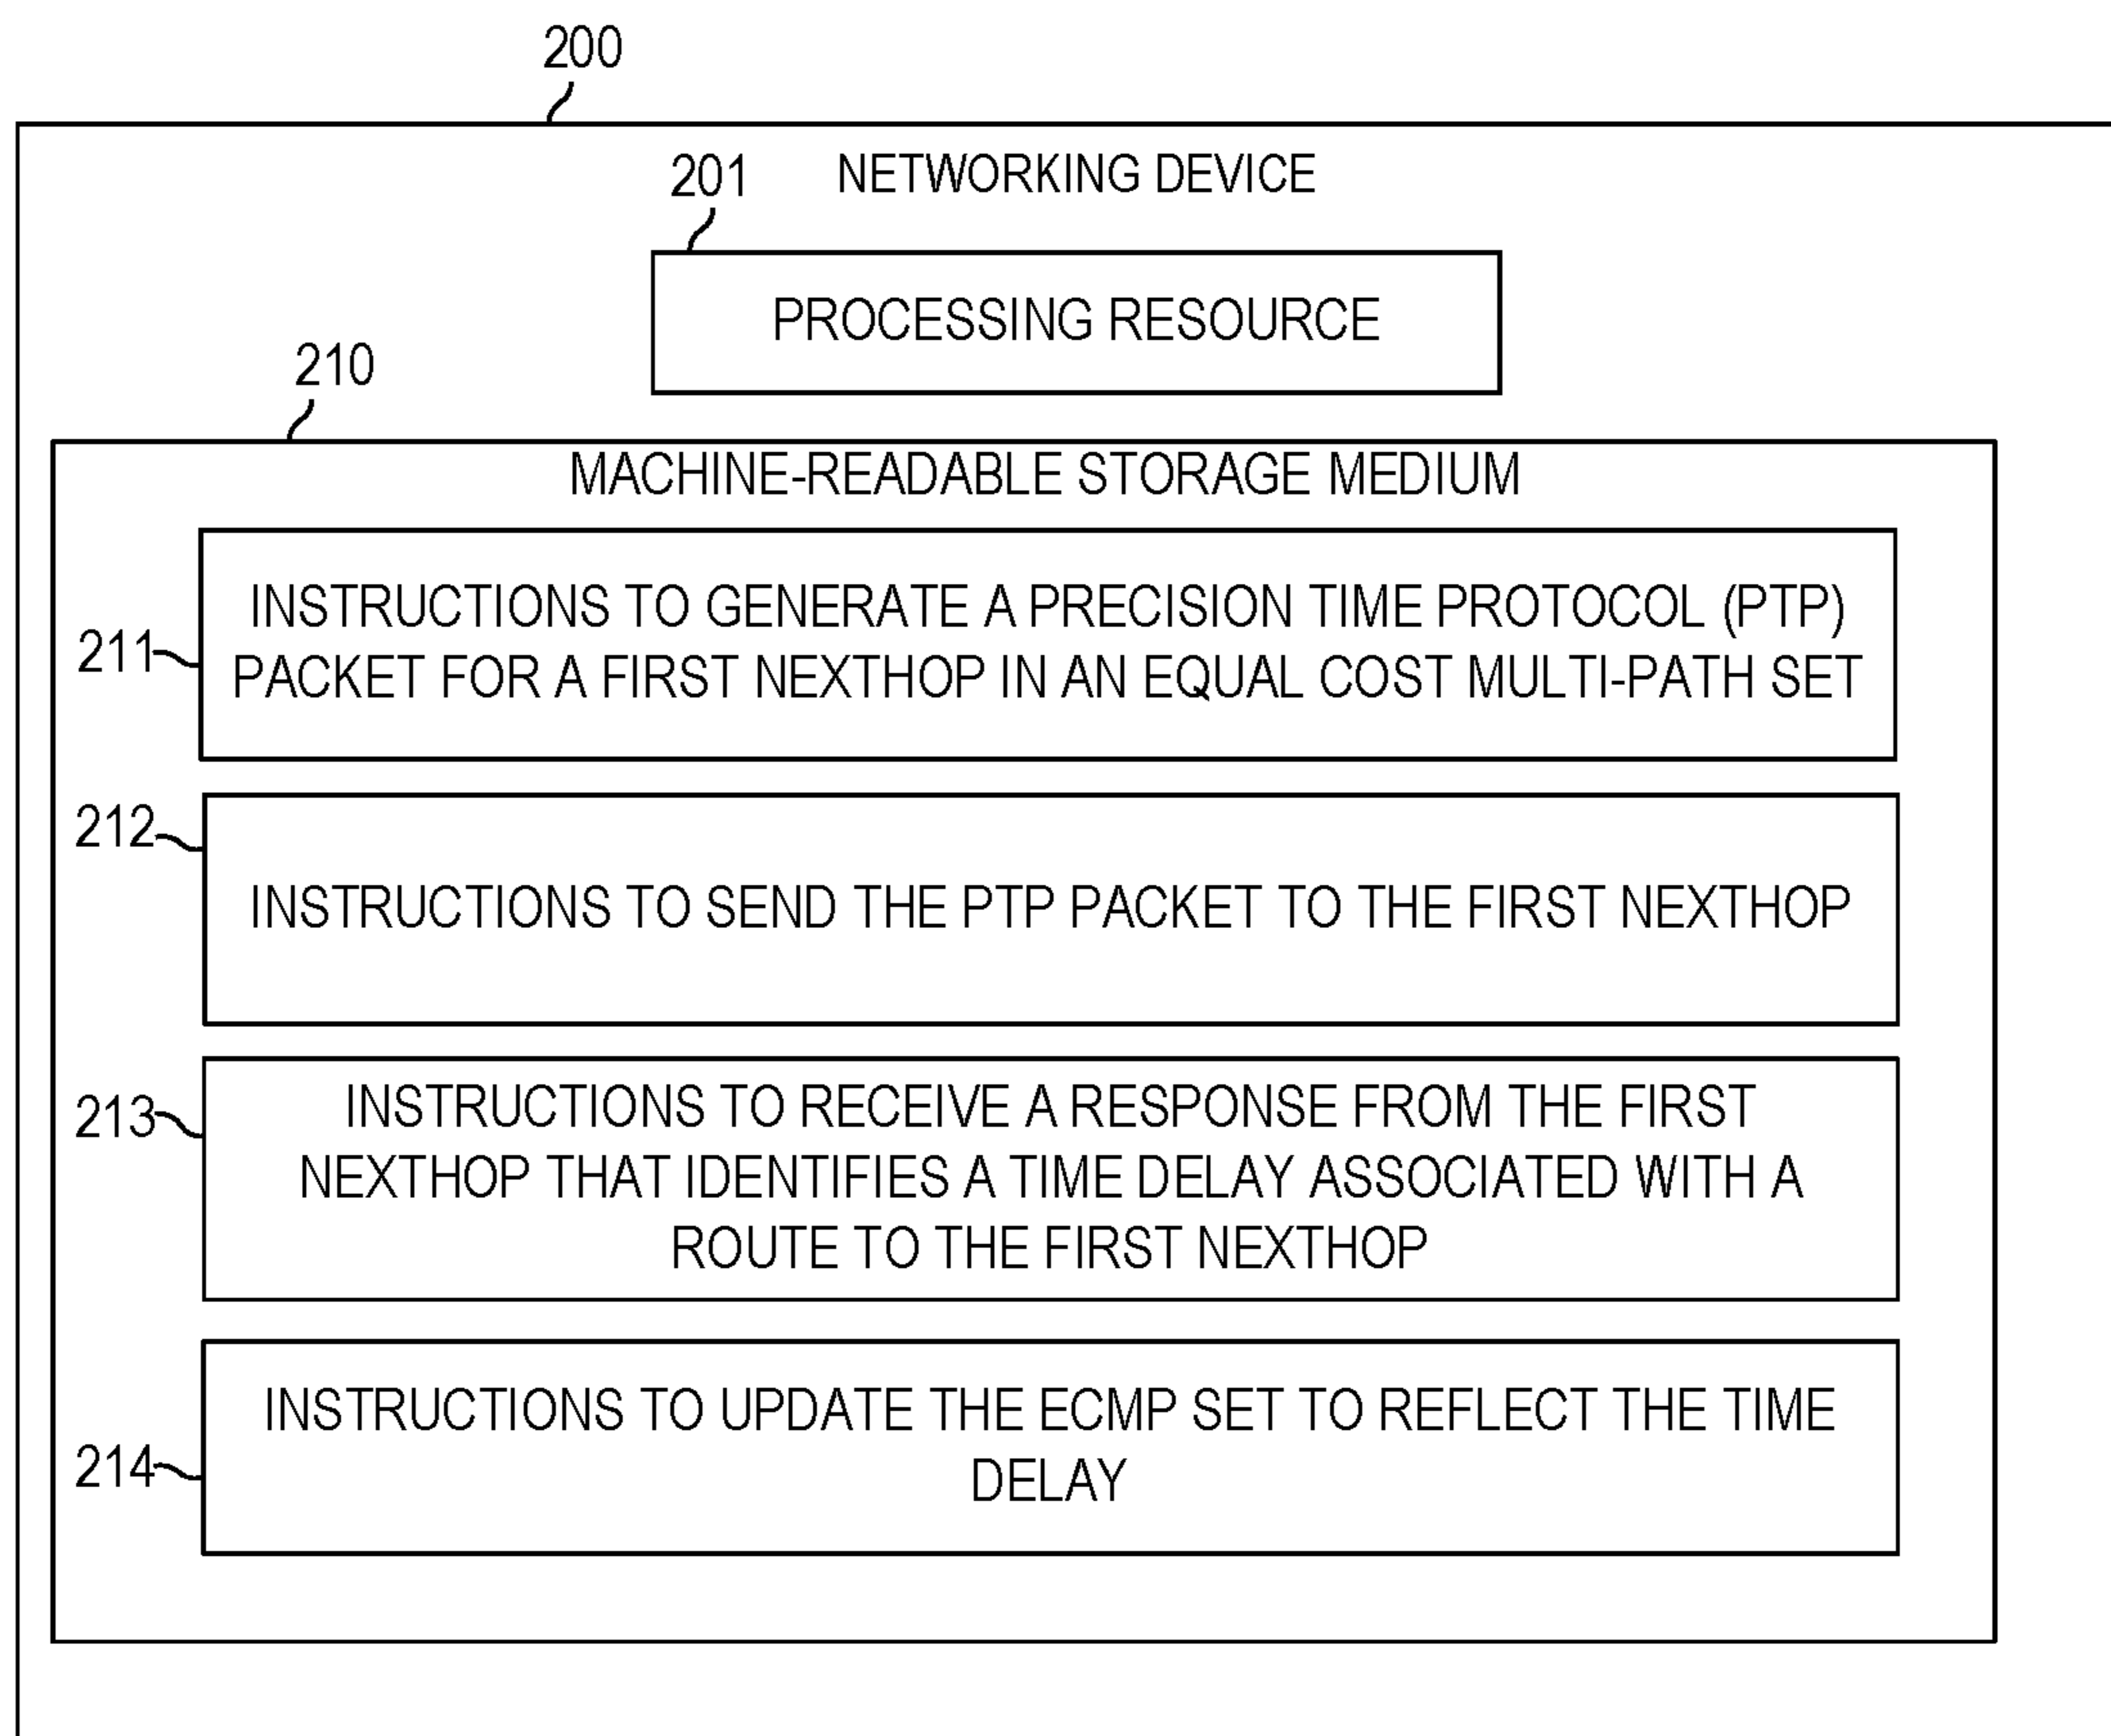 200
201
NETWORKING DEVICE
PROCESSING RESOURCE
210
MACHINE-READABLE STORAGE MEDIUM
211
INSTRUCTIONS TO GENERATE A PRECISION TIME PROTOCOL (PTP)
PACKET FOR A FIRST NEXTHOP IN AN EQUAL COST MULTI-PATH SET
212
INSTRUCTIONS TO SEND THE PTP PACKET TO THE FIRST NEXTHOP
213
INSTRUCTIONS TO RECEIVE A RESPONSE FROM THE FIRST
NEXTHOP THAT IDENTIFIES A TIME DELAY ASSOCIATED WITH A
ROUTE TO THE FIRST NEXTHOP
214
INSTRUCTIONS TO UPDATE THE ECMP SET TO REFLECT THE TIME
DELAY